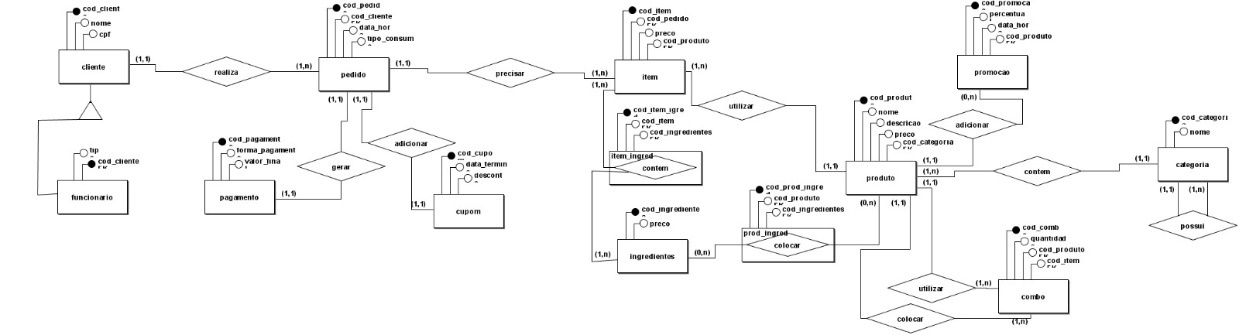 cod_client
nome
cpf
cliente
(1,1)
realiza
(1,n)
cod_pedid
cod_cliente
data_hor
tipo_consum
pedido
(1,1)
precisar
(1,n)
(1,n)
cod_item
cod_pedido
preco
cod_produto
item
(1,n)
utilizar
(1,1)
cod_promoca
percentua
data_hor
cod_produto
promocao
(0,n)
adicionar
(1,1)
cod_produt
nome
descricao
preco
cod_categoria
produto
(1,n)
contem
(1,1)
cod_categori
nome
categoria
(1,1)
(1,n)
possui
tip
cod_cliente
funcionario
cod_pagament
forma_pagament
valor_fina
pagamento
(1,1)
gerar
(1,1)
(1,1)
adicionar
cod_cupo
data_termin
descont
cupom
(1,1)
cod_item_igre
cod_item
cod_ingredientes
item_ingred
contem
cod_ingrediente
preco
ingredientes
(1,n)
(0,n)
cod_prod_ingre
cod_produto
cod_ingredientes
prod_ingred
colocar
(0,n)
(1,1)
(1,1)
utilizar
(1,n)
cod_comb
quantidad
cod_produto
cod_item
combo
colocar
(1,n)